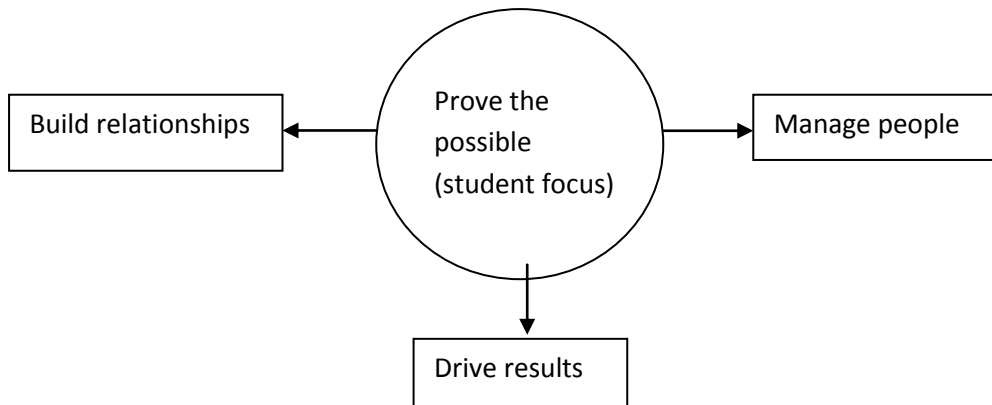 Prove the
possible
(student focus)
Build relationships
Manage people
Drive results